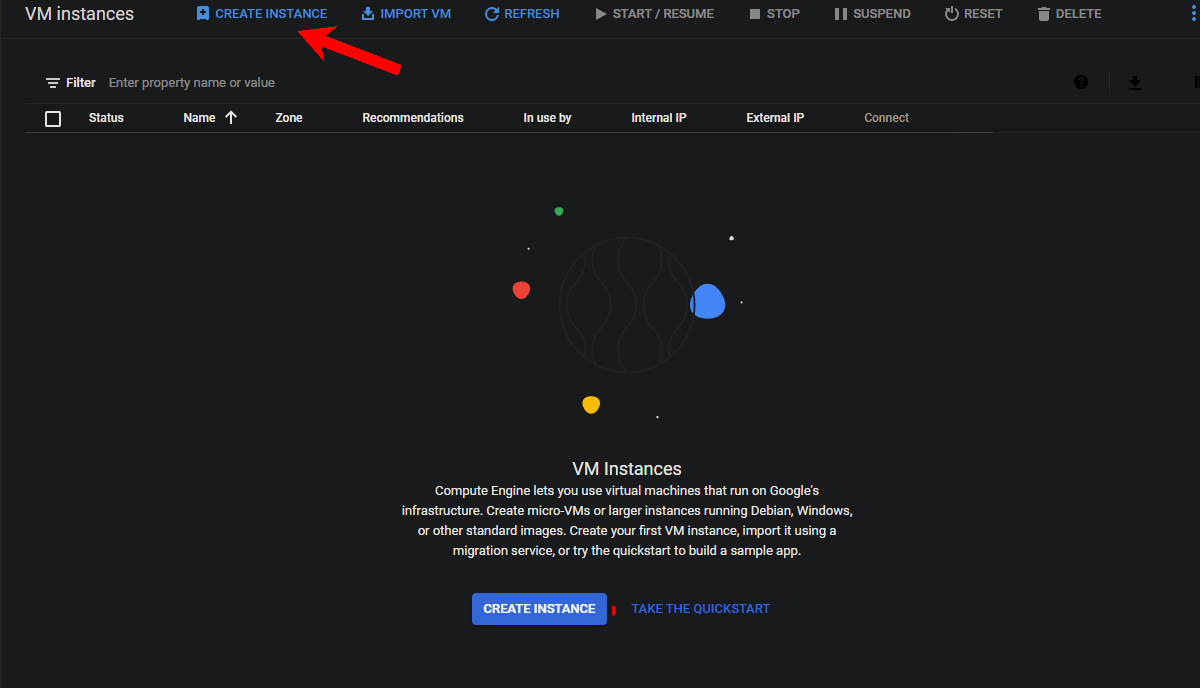 VM instances CREATE INSTANCE IMPORT VM REFRESH START / RESUME STOP SUSPEND RESET DELETE
Filter Enter property name or value
Status Name Zone Recommendations In use by Internal IP External IP Connect
VM Instances
Compute Engine lets you use virtual machines that run on Google's
infrastructure. Create micro-VMs or larger instances running Debian, Windows,
or other standard images. Create your first VM instance, import it using a
migration service, or try the quickstart to build a sample app.
CREATE INSTANCE TAKE THE QUICKSTART